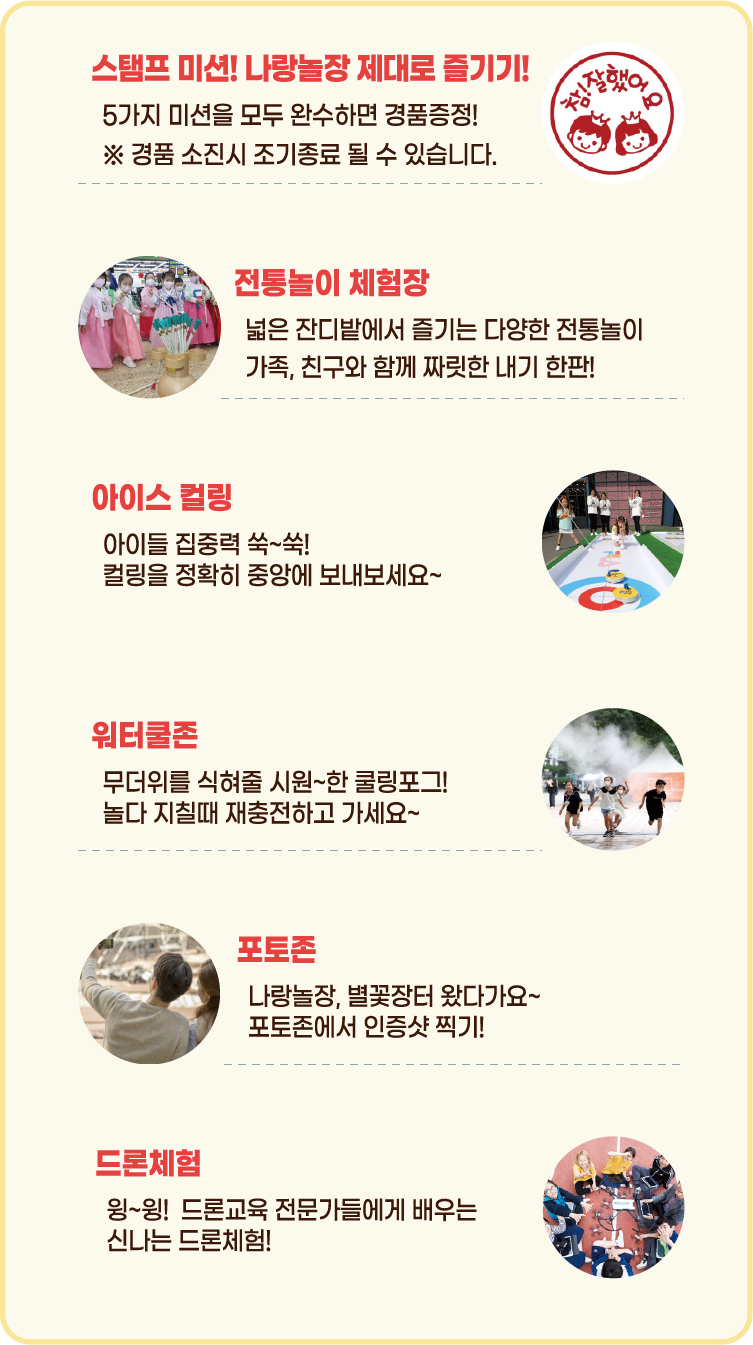 스탬프 미션! 나랑놀장 제대로 즐기기!
5가지 미션을 모두 완수하면 경품증정!
※ 경품 소진시 조기종료 될 수 있습니다.
참! 잘했어요
전통놀이 체험장
넓은 잔디밭에서 즐기는 다양한 전통놀이
가족, 친구와 함께 짜릿한 내기 한판!
아이스 컬링
아이들 집중력 쑥~쑥!
컬링을 정확히 중앙에 보내보세요~
워터쿨존
무더위를 식혀줄 시원~한 쿨링포그!
놀다 지칠때 재충전하고 가세요~
포토존
나랑놀장, 별꽃장터 왔다가요~
포토존에서 인증샷 찍기!
드론체험
윙~윙! 드론교육 전문가들에게 배우는
신나는 드론체험!